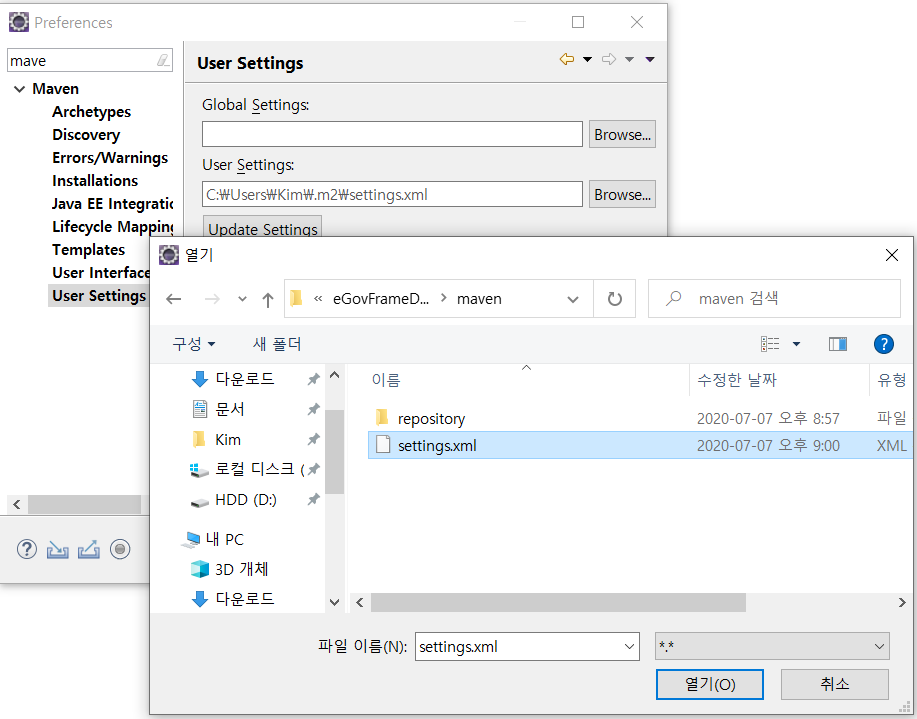 Preferences
mave
Maven
Archetypes
Discovery
Errors/Warnings
Installations
Java EE Integratic
Lifecycle Mapping
Templates
User Interface
User Settings
User Settings
Global Settings:
Browse...
User Settings:
C:₩Users₩Kim₩.m2₩settings.xml
Browse...
Update Settings
열기
« eGovFrameD... > maven
maven 검색
구성
새 폴더
다운로드
문서
Kim
로컬 디스크 (
HDD (D:)
내 PC
3D 개체
다운로드
이름 수정한 날짜 유형
repository 2020-07-07 오후 8:57 파일
settings.xml 2020-07-07 오후 9:00 XML
파일 이름(N): settings.xml
*.*
열기(O)
취소